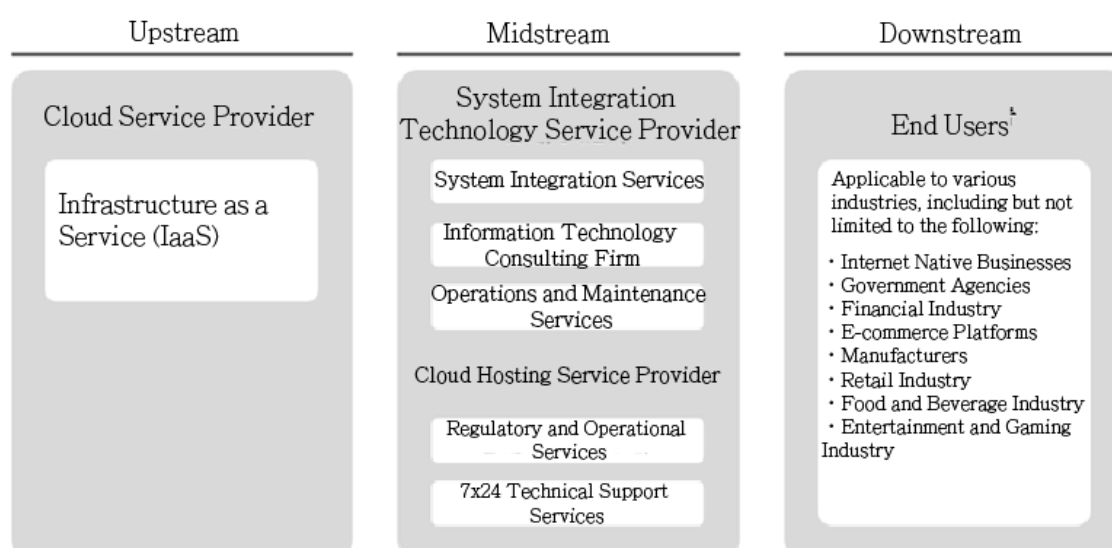 Upstream
Midstream
Downstream
Cloud Service Provider
Infrastructure as a
Service (IaaS)
System Integration
Technology Service Provider
System Integration Services
Information Technology
Consulting Firm
Operations and Maintenance
Services
Cloud Hosting Service Provider
Regulatory and Operational
Services
7x24 Technical Support
Services
End Users
Applicable to various
industries, including but not
limited to the following:
· Internet Native Businesses
· Government Agencies
· Financial Industry
· E-commerce Platforms
· Manufacturers
· Retail Industry
· Food and Beverage Industry
· Entertainment and Gaming
Industry